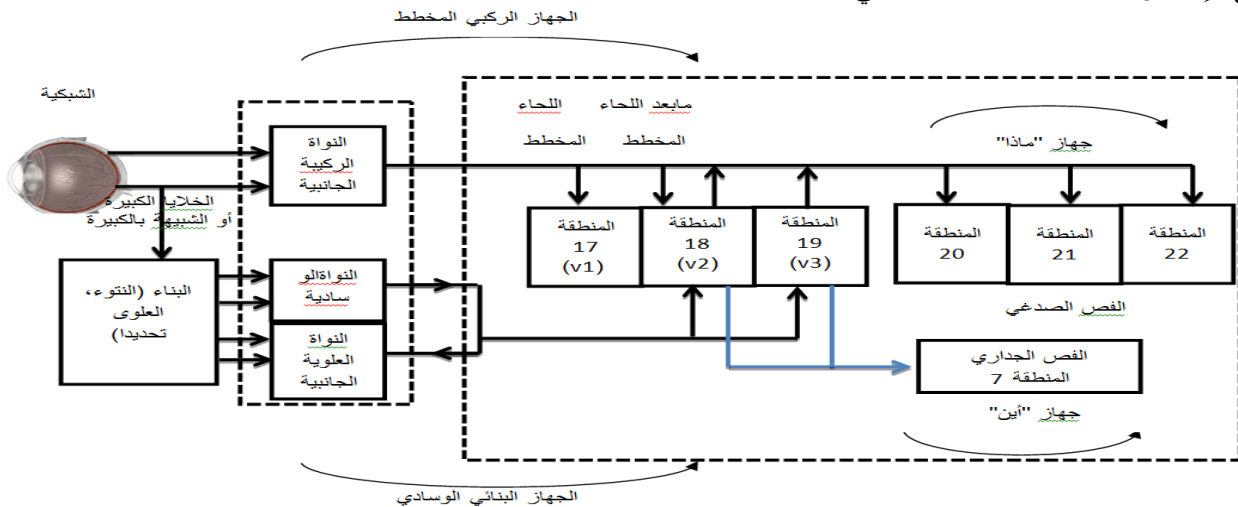 الجهاز الركبي المخطط
الشبكية
النواة
الركيبة
الجانبية
اللحاء
المخطط
مابعد اللحاء
المخطط
جهاز "ماذا"
الخلايا الكبيرة
أو الشبيهة بالكبيرة
المنطقة
17
(v1)
المنطقة
18
(v2)
المنطقة
19
(v3)
المنطقة
20
المنطقة
21
المنطقة
22
الفص الصدغي
البناء (النتوء،
العلوى
تحديدا)
النواةالو
سادية
النواة
العلوية
الجانبية
الفص الجداري
المنطقة 7
جهاز "أين"
الجهاز البنائي الوسادي